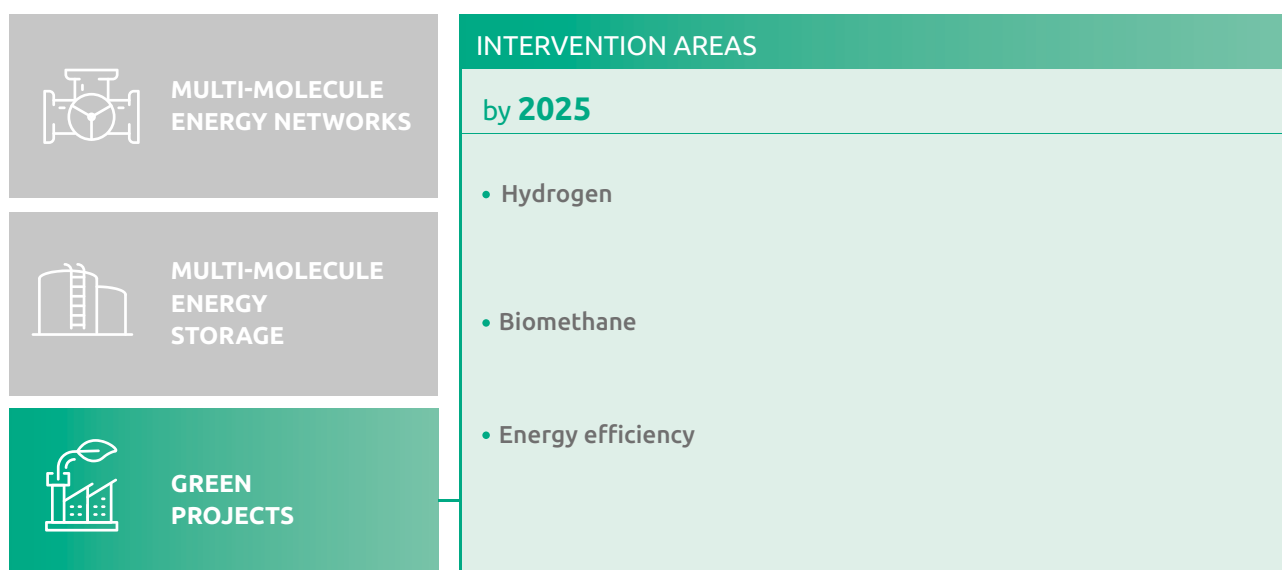 MULTI-MOLECULE
ENERGY NETWORKS
MULTI-MOLECULE
ENERGY
STORAGE
GREEN
PROJECTS
INTERVENTION AREAS
by 2025
• Hydrogen
• Biomethane
• Energy efficiency